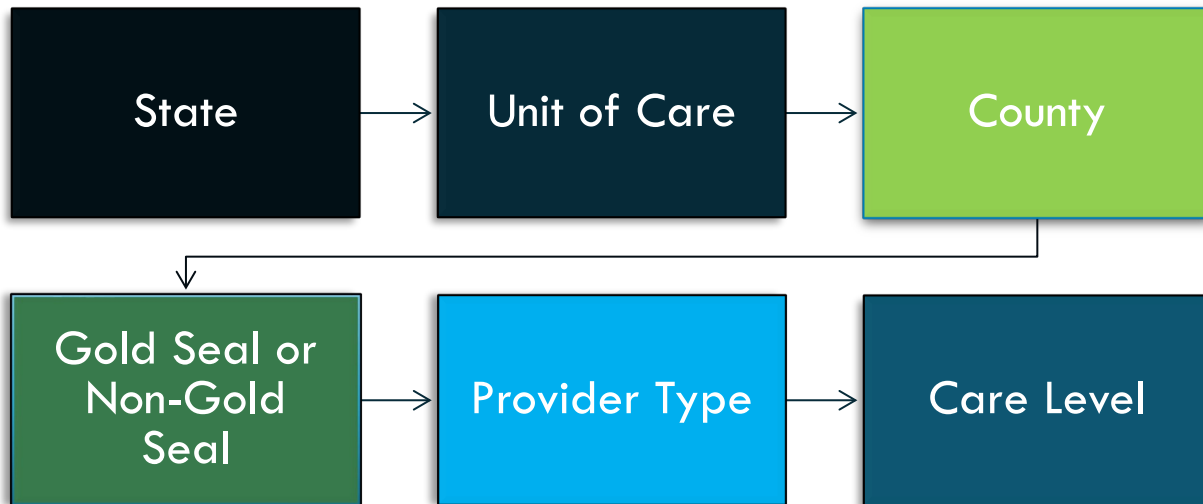 State
Unit of Care
County
Gold Seal or
Non-Gold
Seal
Provider Type
Care Level